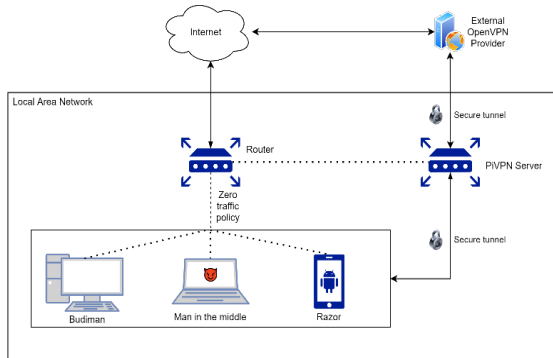 Internet
External
OpenVPN
Provider
Local Area Network
Secure tunnel
Router
PiVPN Server
Zero
traffic
policy
Secure tunnel
Budiman
Man in the middle
Razor